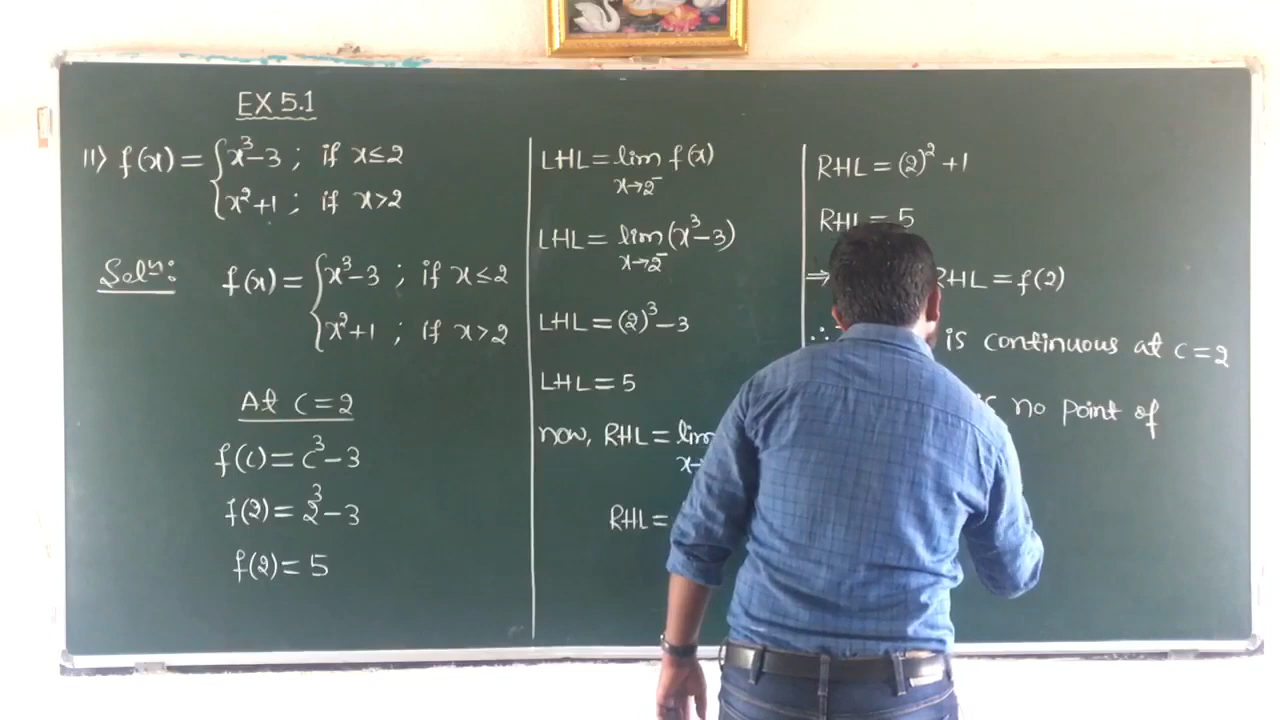 EX 5.1
11) f(x) = { x³-3 ; if x≤2
x²+1 ; if x>2
Solⁿ: f(x) = { x³-3 ; if x≤2
x²+1 ; if x>2
At c=2
f(c) = c³-3
f(2) = 2³-3
f(2) = 5
LHL = lim f(x)
x→2⁻
LHL = lim (x³-3)
x→2⁻
LHL = (2)³-3
LHL = 5
now, RHL = lim
x→
RHL =
RHL = (2)²+1
RHL = 5
⇒ RHL = f(2)
∴ is continuous at c=2
no point of